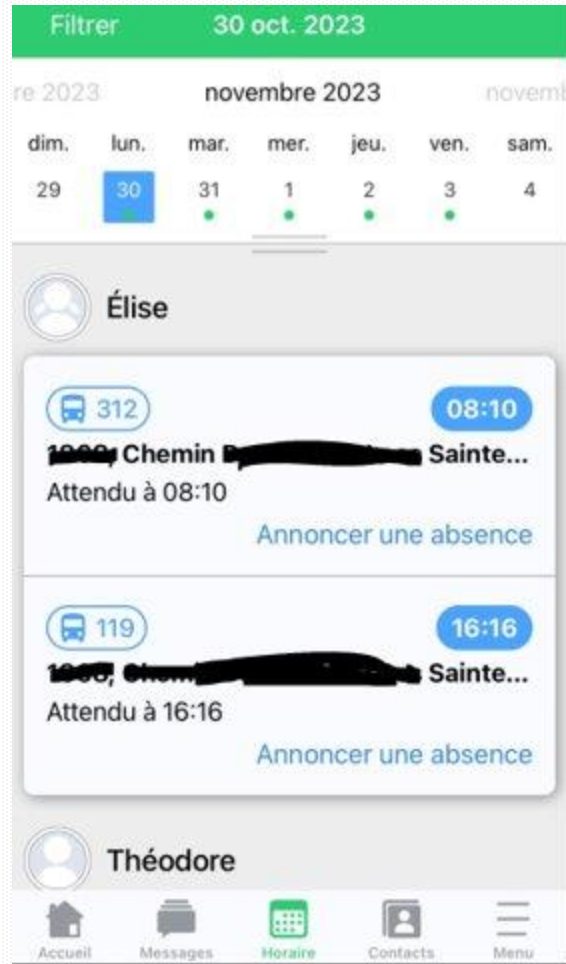 Filtrer 30 oct. 2023
re 2023 novembre 2023 novemb
dim. lun. mar. mer. jeu. ven. sam.
29 30 31 1 2 3 4
Élise
312 08:10
Chemin Sainte...
Attendu à 08:10
Annoncer une absence
119 16:16
Sainte...
Attendu à 16:16
Annoncer une absence
Théodore
Accueil Messages Horaire Contacts Menu